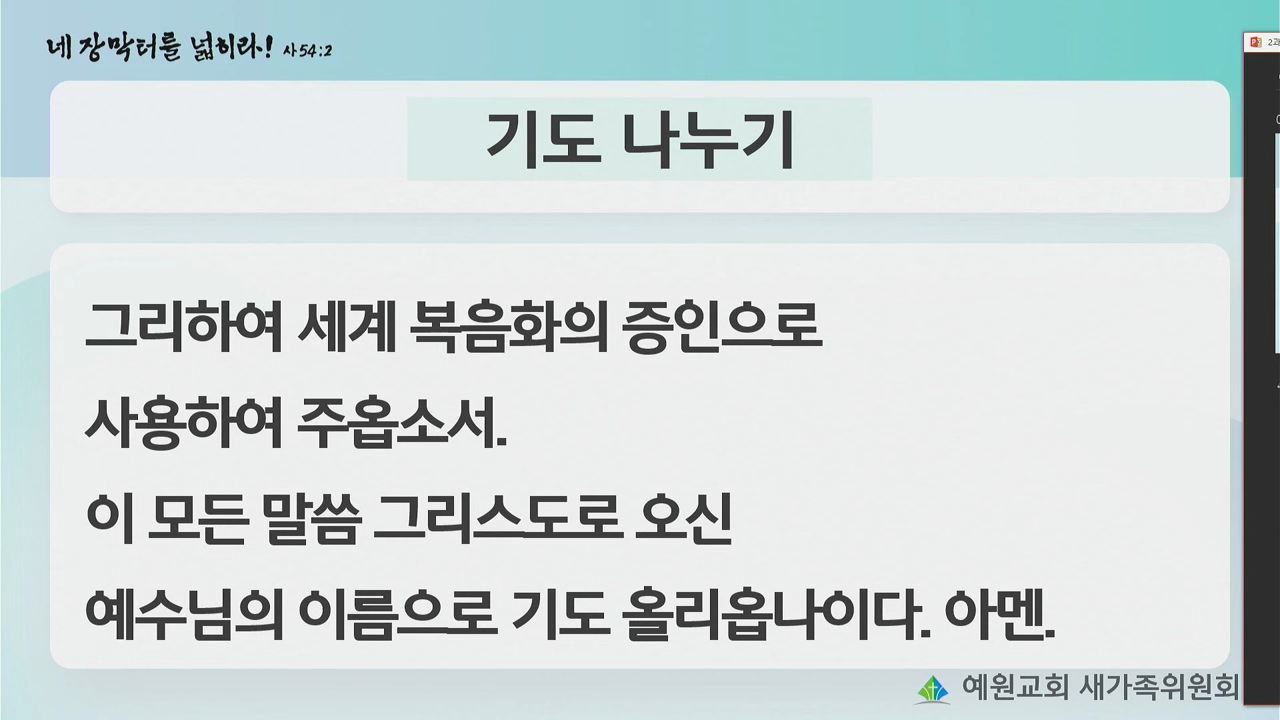 네 장막터를 넓히라! 사54:2
기도 나누기
그리하여 세계 복음화의 증인으로
사용하여 주옵소서.
이 모든 말씀 그리스도로 오신
예수님의 이름으로 기도 올리옵나이다. 아멘.
예원교회 새가족위원회